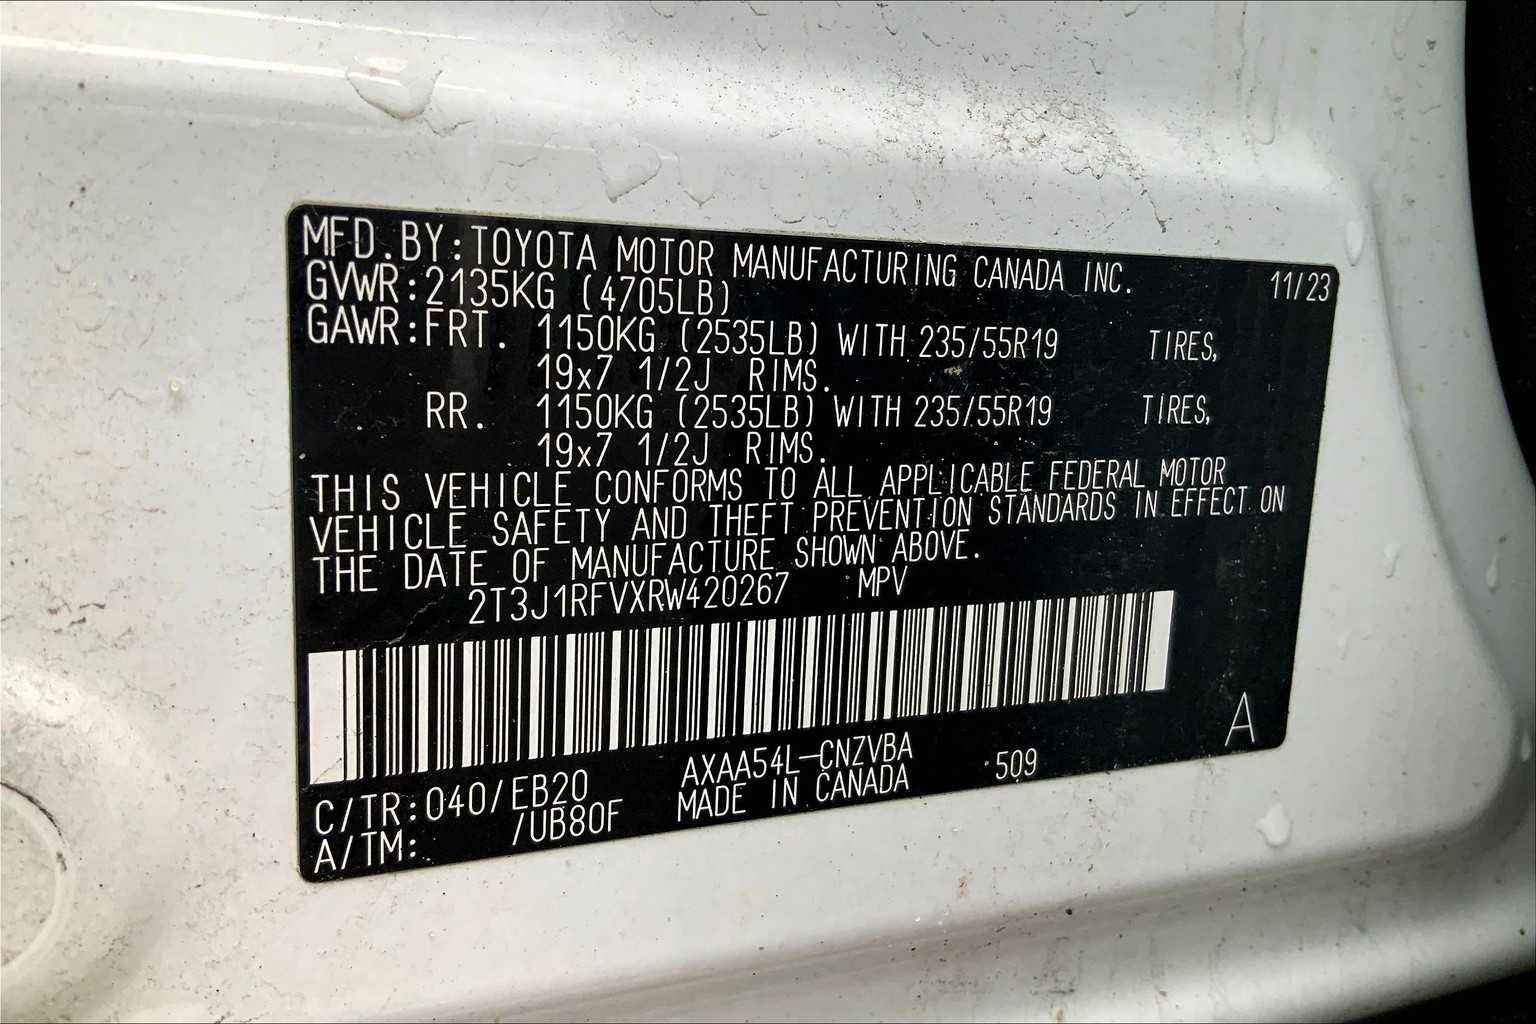 MFD.BY:TOYOTA MOTOR MANUFACTURING CANADA INC. 11/23
GVWR:2135KG (4705LB)
GAWR:FRT. 1150KG (2535LB) WITH 235/55R19 TIRES,
19x7 1/2J RIMS.
RR. 1150KG (2535LB) WITH 235/55R19 TIRES,
19x7 1/2J RIMS.
THIS VEHICLE CONFORMS TO ALL APPLICABLE FEDERAL MOTOR
VEHICLE SAFETY AND THEFT PREVENTION STANDARDS IN EFFECT ON
THE DATE OF MANUFACTURE SHOWN ABOVE.
2T3J1RFVXRW420267 MPV
A
C/TR:040/EB20 AXAA54L-CNZVBA 509
A/TM: /UB80F MADE IN CANADA